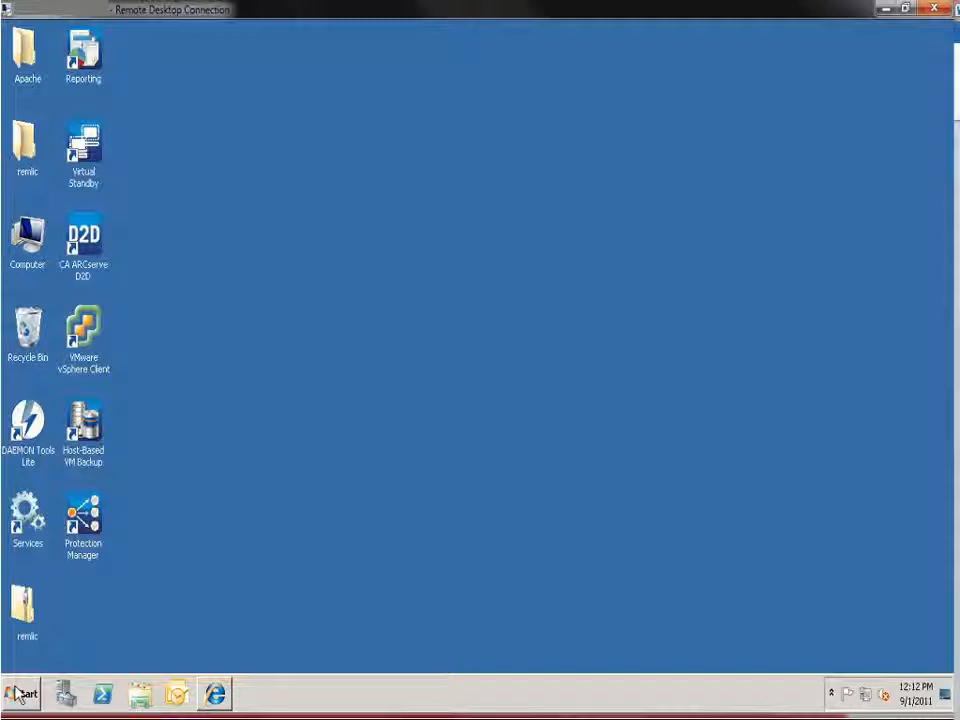 - Remote Desktop Connection
Apache
Reporting
remlic
Virtual
Standby
Computer
D2D
CA ARCserve
D2D
Recycle Bin
VMware
vSphere Client
DAEMON Tools
Lite
Host-Based
VM Backup
Services
Protection
Manager
remlic
Start
12:12 PM
9/1/2011